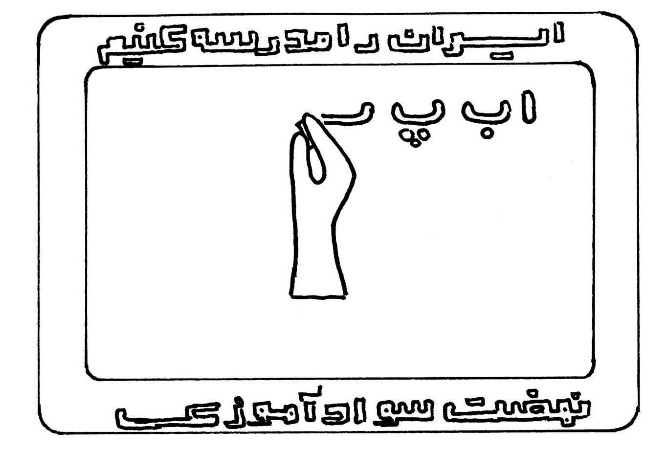 ایران را مدرسه کنیم
ا ب پ ٮ
نهضت سوادآموزی